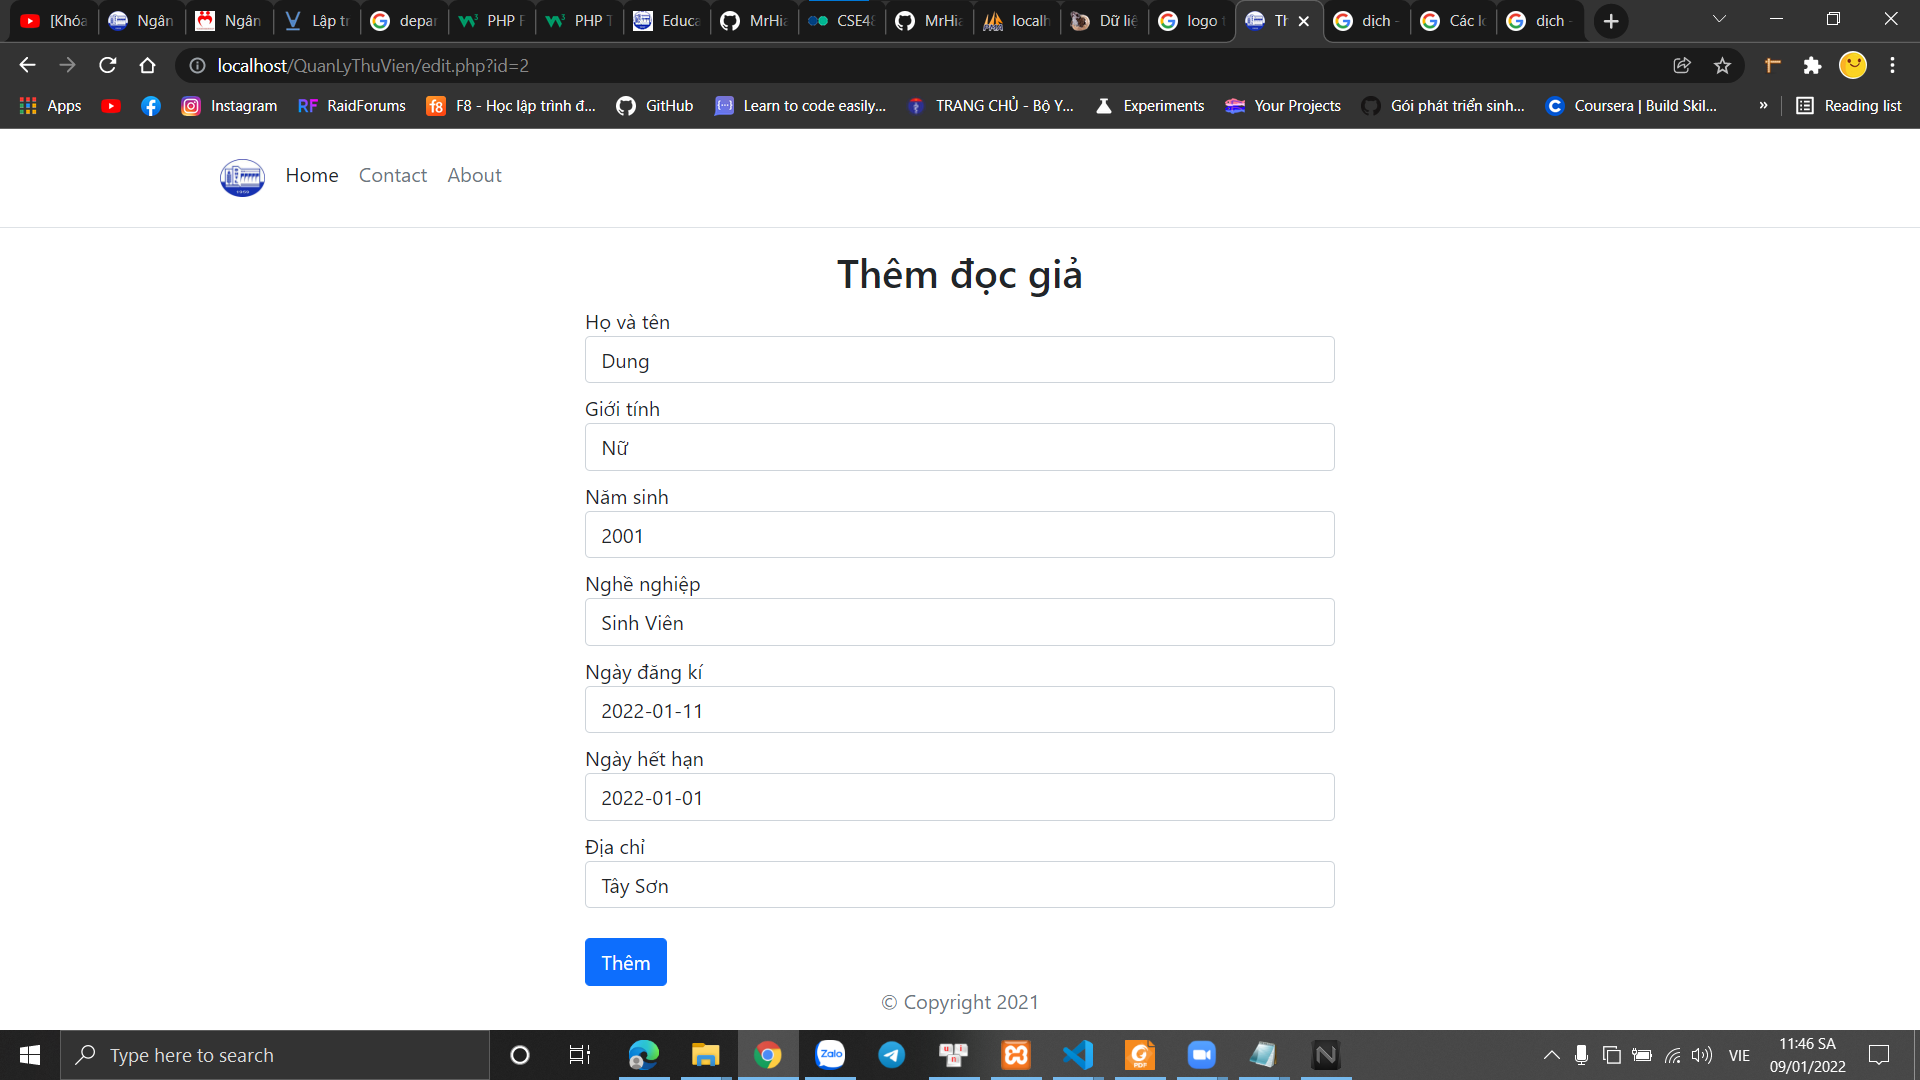 [Khóa
Ngân
Ngân
Lập tr
depar
PHP F
PHP T
Educa
MrHia
CSE48
MrHia
localh
Dữ liệ
logo t
Th
dịch -
Các lo
dịch -
localhost/QuanLyThuVien/edit.php?id=2
Apps
Instagram
RF RaidForums
F8 - Học lập trình đ...
GitHub
Learn to code easily...
TRANG CHỦ - Bộ Y...
Experiments
Your Projects
Gói phát triển sinh...
Coursera | Build Skil...
»
Reading list
Home Contact About
Thêm đọc giả
Họ và tên
Dung
Giới tính
Nữ
Năm sinh
2001
Nghề nghiệp
Sinh Viên
Ngày đăng kí
2022-01-11
Ngày hết hạn
2022-01-01
Địa chỉ
Tây Sơn
Thêm
© Copyright 2021
Type here to search
Zalo
VIE
11:46 SA
09/01/2022